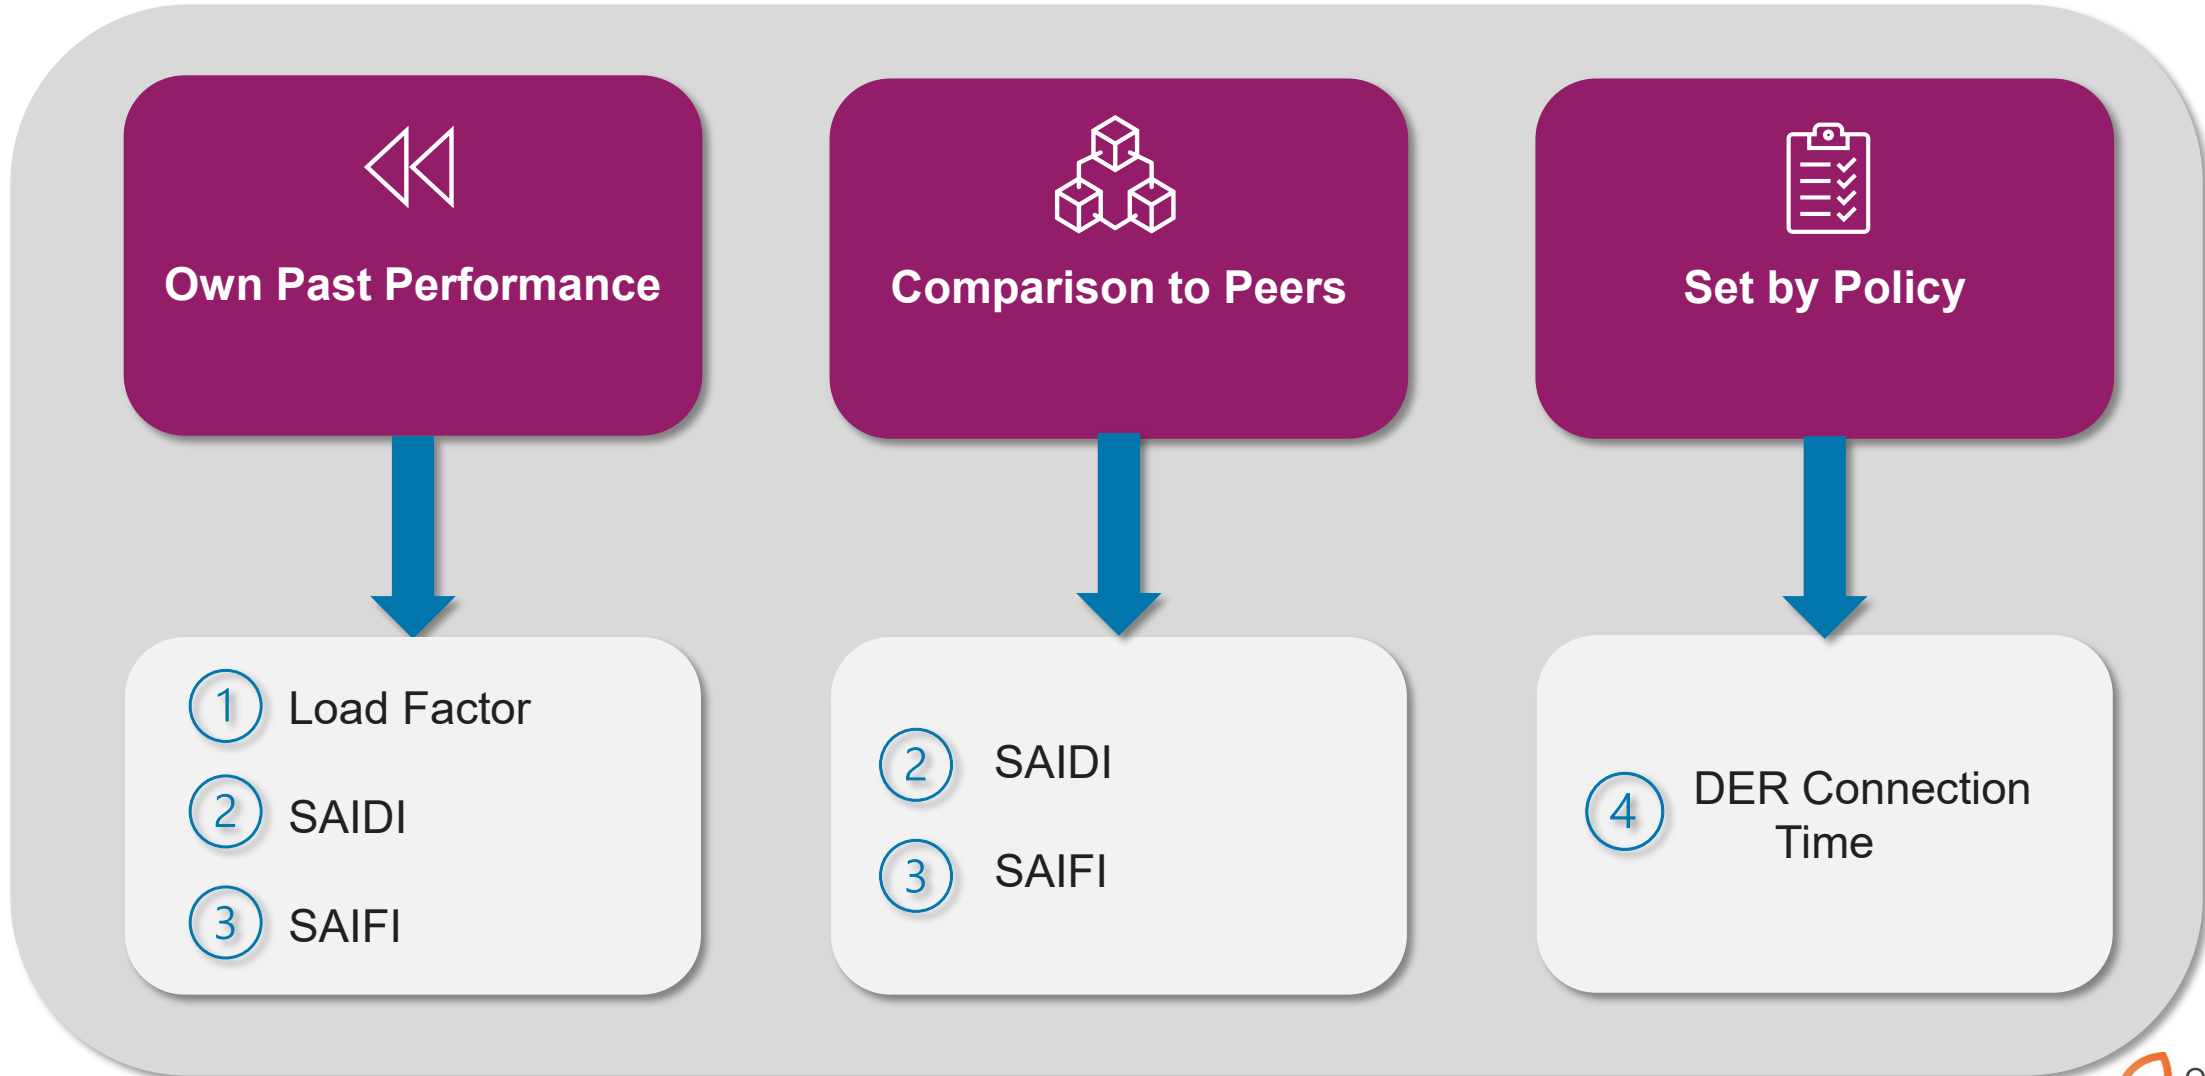 Own Past Performance
Comparison to Peers
Set by Policy
1 Load Factor
2 SAIDI
3 SAIFI
2 SAIDI
3 SAIFI
4 DER Connection
Time